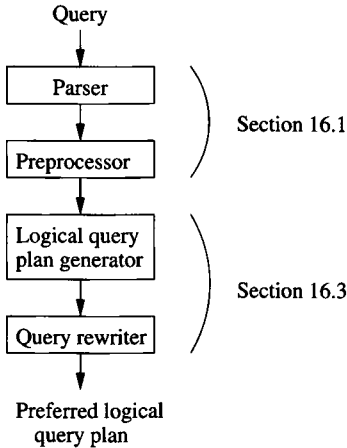 Query
Parser
Section 16.1
Preprocessor
Logical query
plan generator
Section 16.3
Query rewriter
Preferred logical
query plan